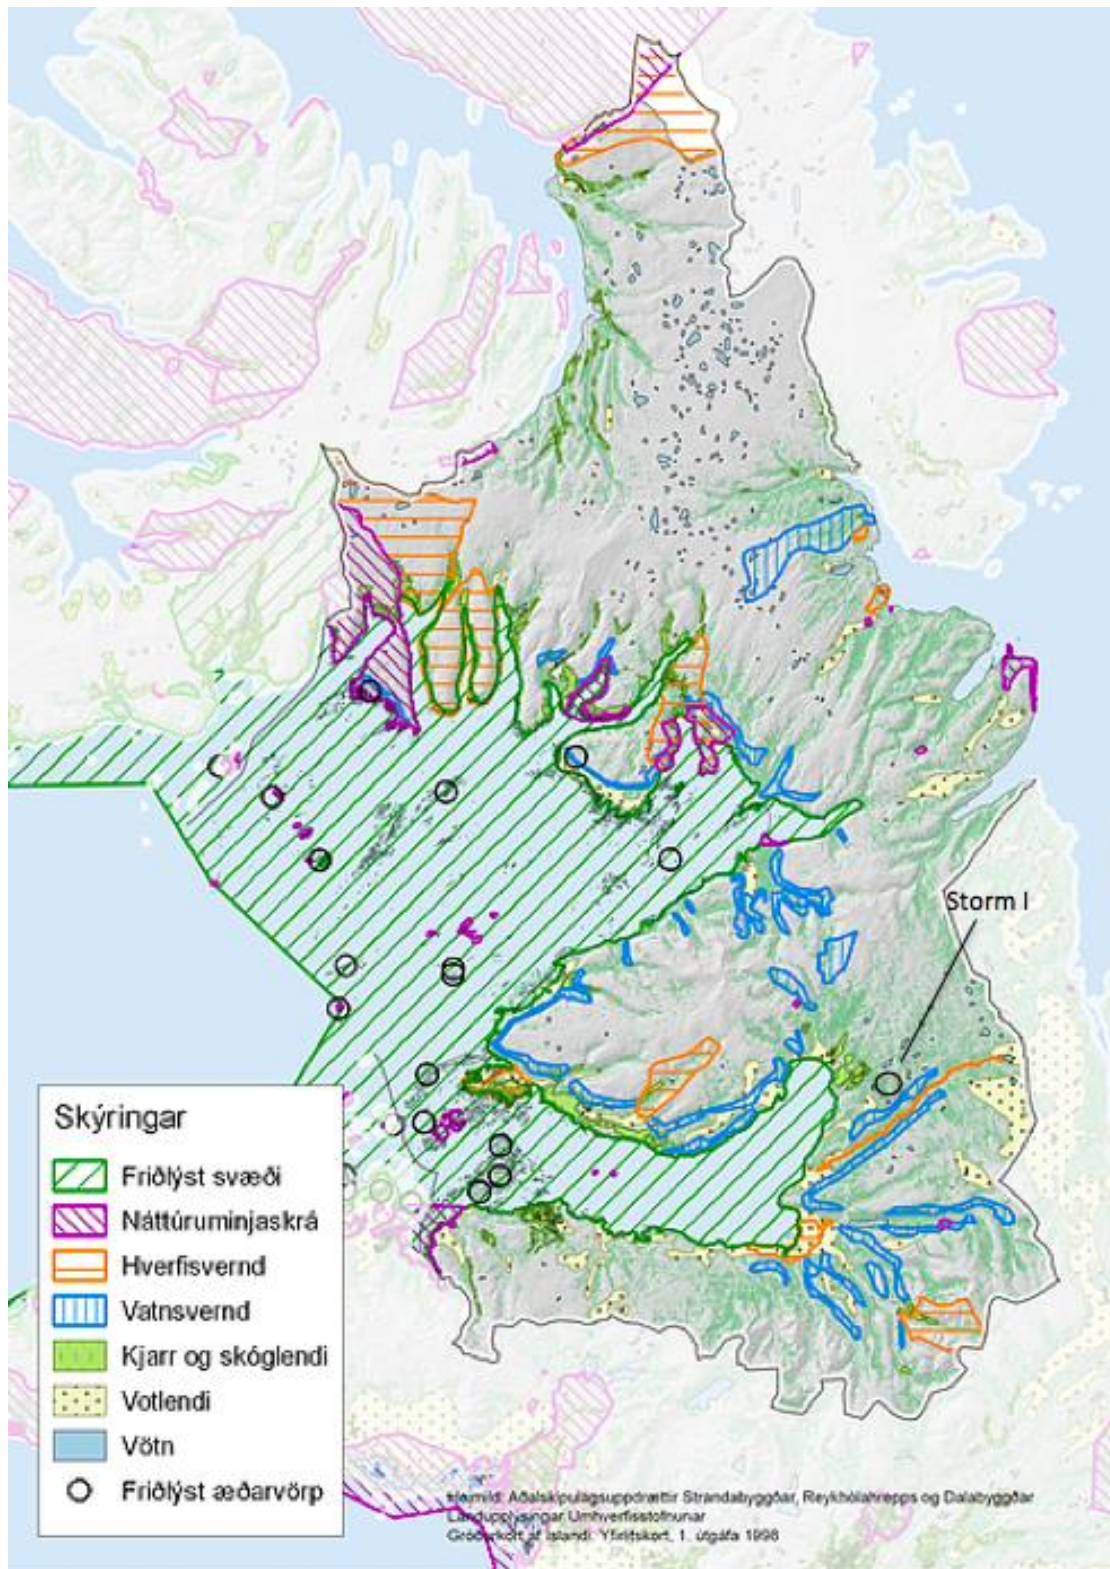 Storm I
Skýringar
Friðlýst svæði
Náttúruminjaskrá
Hverfisvernd
Vatnsvernd
Kjarr og skóglendi
Votlendi
Vötn
Friðlýst æðarvörp
Heimild: Aðalskipulagsuppdrættir Strandabyggðar, Reykhólahrepps og Dalabyggðar
Landupplýsingar Umhverfisstofnunar
Gróðurkort af Íslandi. Yfirlitskort, 1. útgáfa 1998